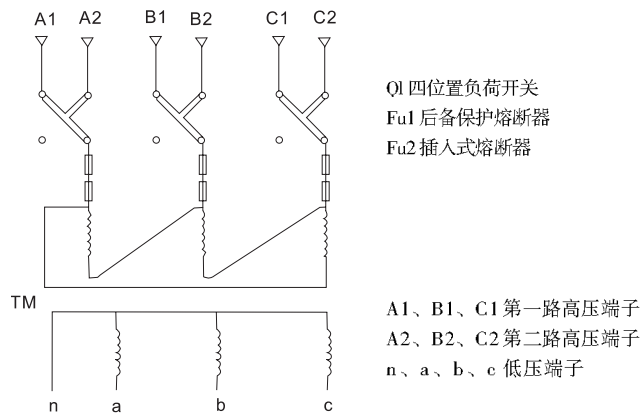 A1 A2 B1 B2 C1 C2
Ql 四位置负荷开关
Fu1 后备保护熔断器
Fu2 插入式熔断器
TM
A1、B1、C1 第一路高压端子
A2、B2、C2 第二路高压端子
n、a、b、c 低压端子
n a b c